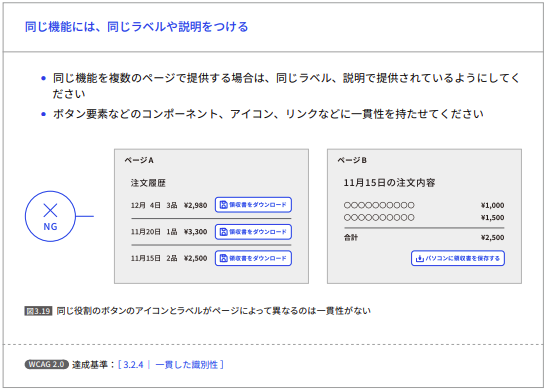 同じ機能には、同じラベルや説明をつける
• 同じ機能を複数のページで提供する場合は、同じラベル、説明で提供されているようにしてく
ださい
• ボタン要素などのコンポーネント、アイコン、リンクなどに一貫性を持たせてください
NG
ページA
注文履歴
12月 4日 3品 ¥2,980 領収書をダウンロード
11月20日 1品 ¥3,300 領収書をダウンロード
11月15日 2品 ¥2,500 領収書をダウンロード
ページB
11月15日の注文内容
○○○○○○○○○○ ¥1,000
○○○○○○○○○○ ¥1,500
合計 ¥2,500
パソコンに領収書を保存する
図3.19 同じ役割のボタンのアイコンとラベルがページによって異なるのは一貫性がない
WCAG 2.0 達成基準：［ 3.2.4｜ 一貫した識別性 ］